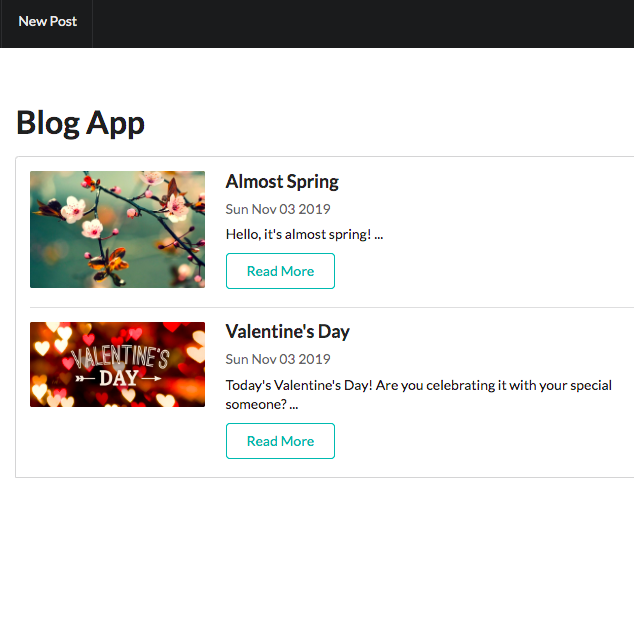 New Post
Blog App
Almost Spring
Sun Nov 03 2019
Hello, it's almost spring! ...
Read More
VALENTINE'S
DAY
Valentine's Day
Sun Nov 03 2019
Today's Valentine's Day! Are you celebrating it with your special
someone? ...
Read More